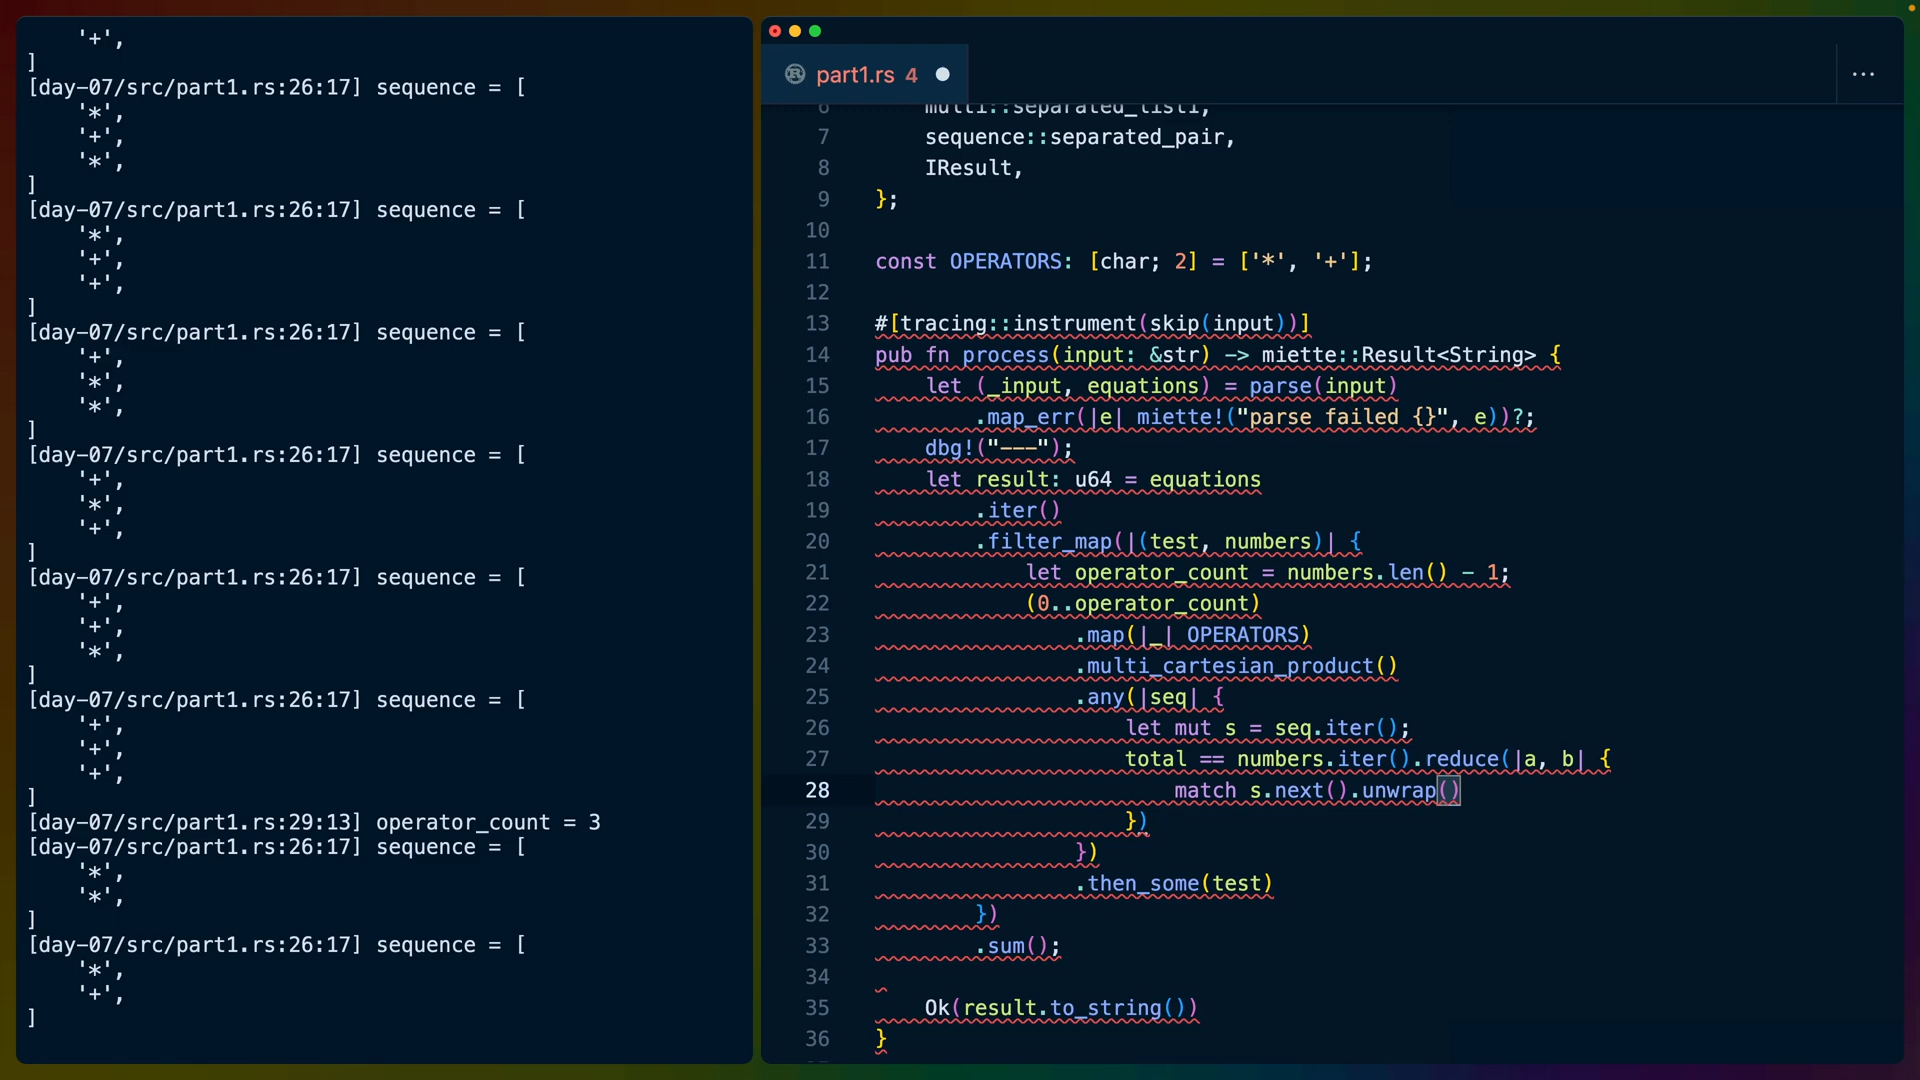 '+',
]
[day-07/src/part1.rs:26:17] sequence = [
    '*',
    '+',
    '*',
]
[day-07/src/part1.rs:26:17] sequence = [
    '*',
    '+',
    '+',
]
[day-07/src/part1.rs:26:17] sequence = [
    '+',
    '*',
    '*',
]
[day-07/src/part1.rs:26:17] sequence = [
    '+',
    '*',
    '+',
]
[day-07/src/part1.rs:26:17] sequence = [
    '+',
    '+',
    '*',
]
[day-07/src/part1.rs:26:17] sequence = [
    '+',
    '+',
    '+',
]
[day-07/src/part1.rs:29:13] operator_count = 3
[day-07/src/part1.rs:26:17] sequence = [
    '*',
    '*',
]
[day-07/src/part1.rs:26:17] sequence = [
    '*',
    '+',
]
part1.rs 4
...
6     multi::separated_list1,
7     sequence::separated_pair,
8     IResult,
9 };
10
11 const OPERATORS: [char; 2] = ['*', '+'];
12
13 #[tracing::instrument(skip(input))]
14 pub fn process(input: &str) -> miette::Result<String> {
15     let (_input, equations) = parse(input)
16         .map_err(|e| miette!("parse failed {}", e))?;
17     dbg!("---");
18     let result: u64 = equations
19         .iter()
20         .filter_map(|(test, numbers)| {
21             let operator_count = numbers.len() - 1;
22             (0..operator_count)
23                 .map(|_| OPERATORS)
24                 .multi_cartesian_product()
25                 .any(|seq| {
26                     let mut s = seq.iter();
27                     total == numbers.iter().reduce(|a, b| {
28                         match s.next().unwrap()
29                     })
30                 })
31                 .then_some(test)
32         })
33         .sum();
34
35     Ok(result.to_string())
36 }